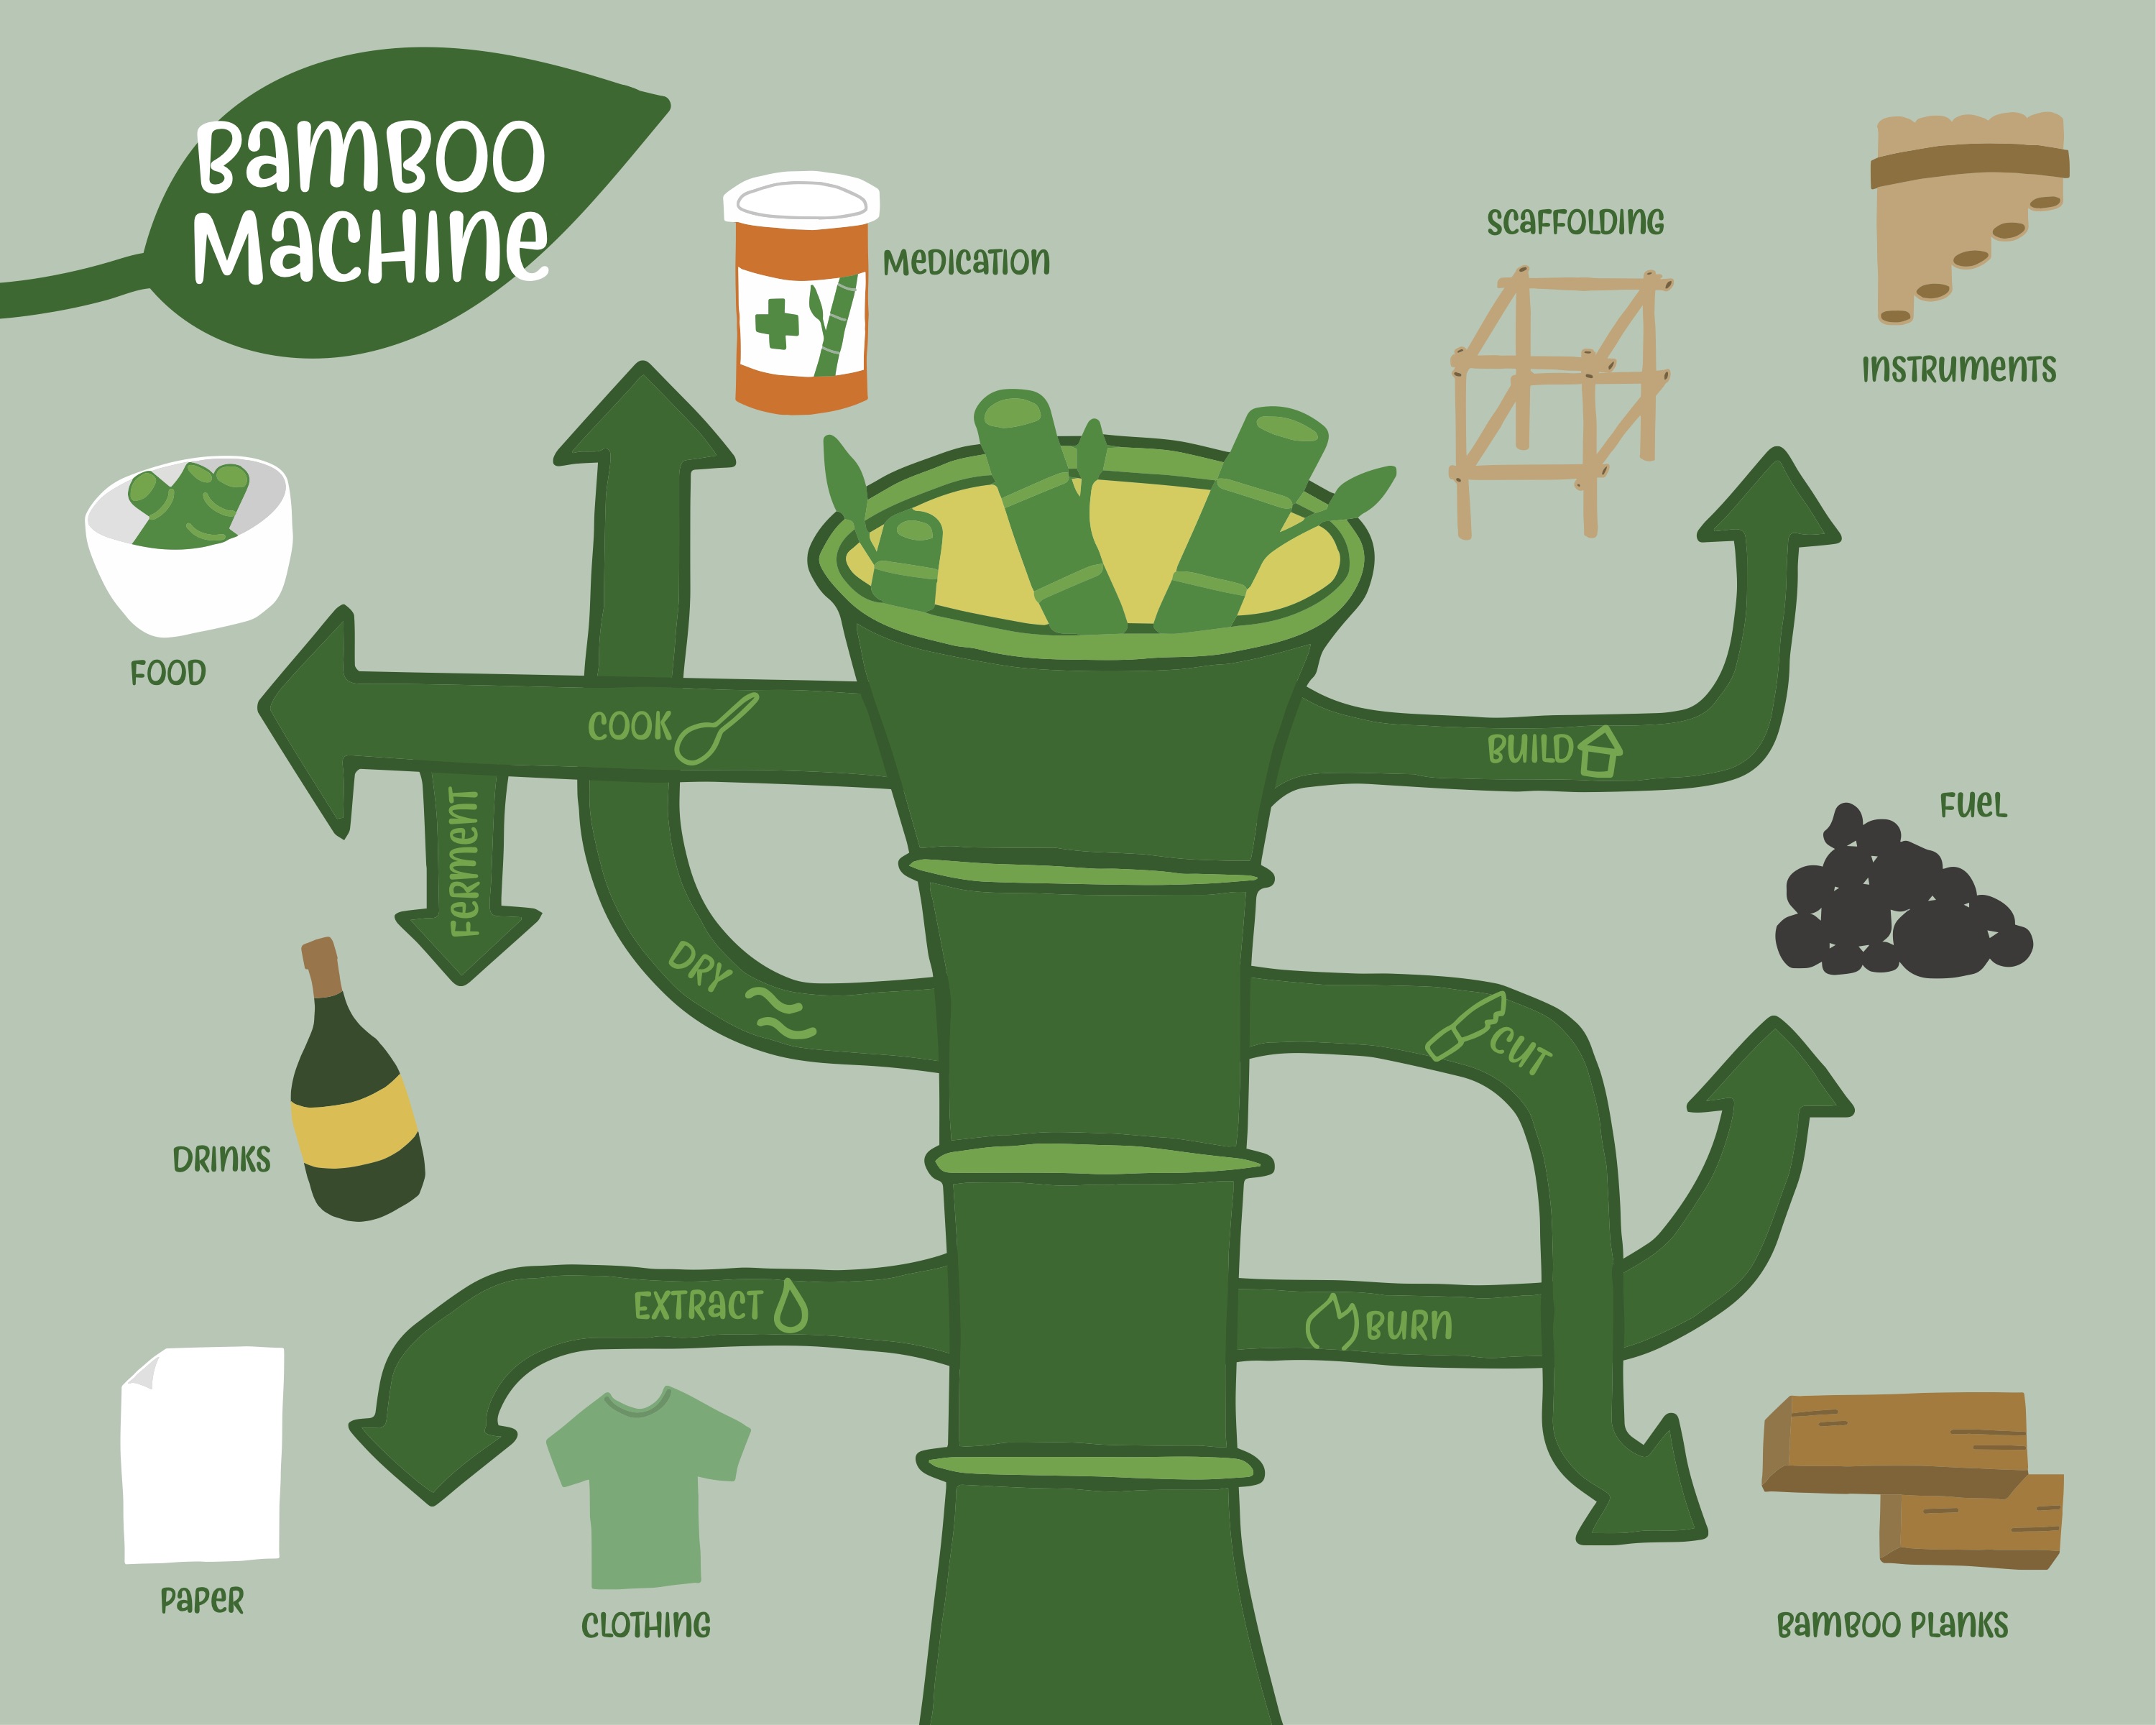 Bamboo
Machine
Medication
Scaffolding
Instruments
Food
Cook
Build
Ferment
Fuel
Dry
Cut
Drinks
Extract
Burn
Paper
Clothing
Bamboo Planks